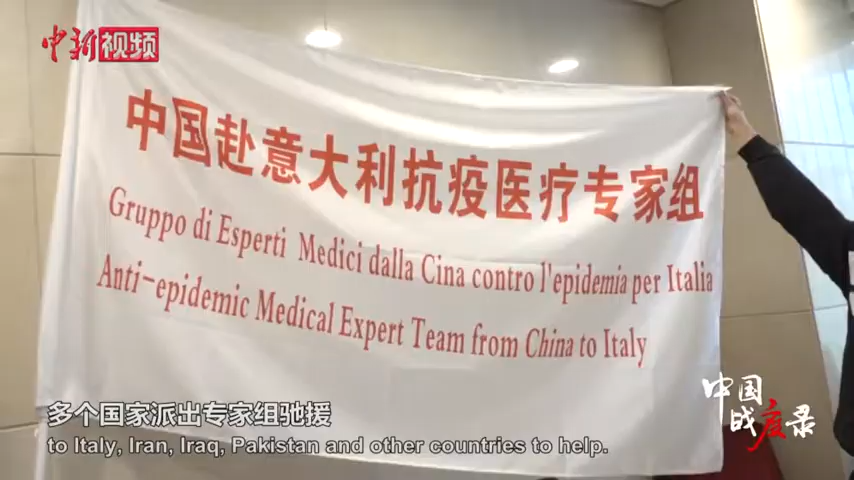 中新视频
中国赴意大利抗疫医疗专家组
Gruppo di Esperti Medici dalla Cina contro l'epidemia per Italia
Anti-epidemic Medical Expert Team from China to Italy
中国
战疫录
多个国家派出专家组驰援
to Italy, Iran, Iraq, Pakistan and other countries to help.